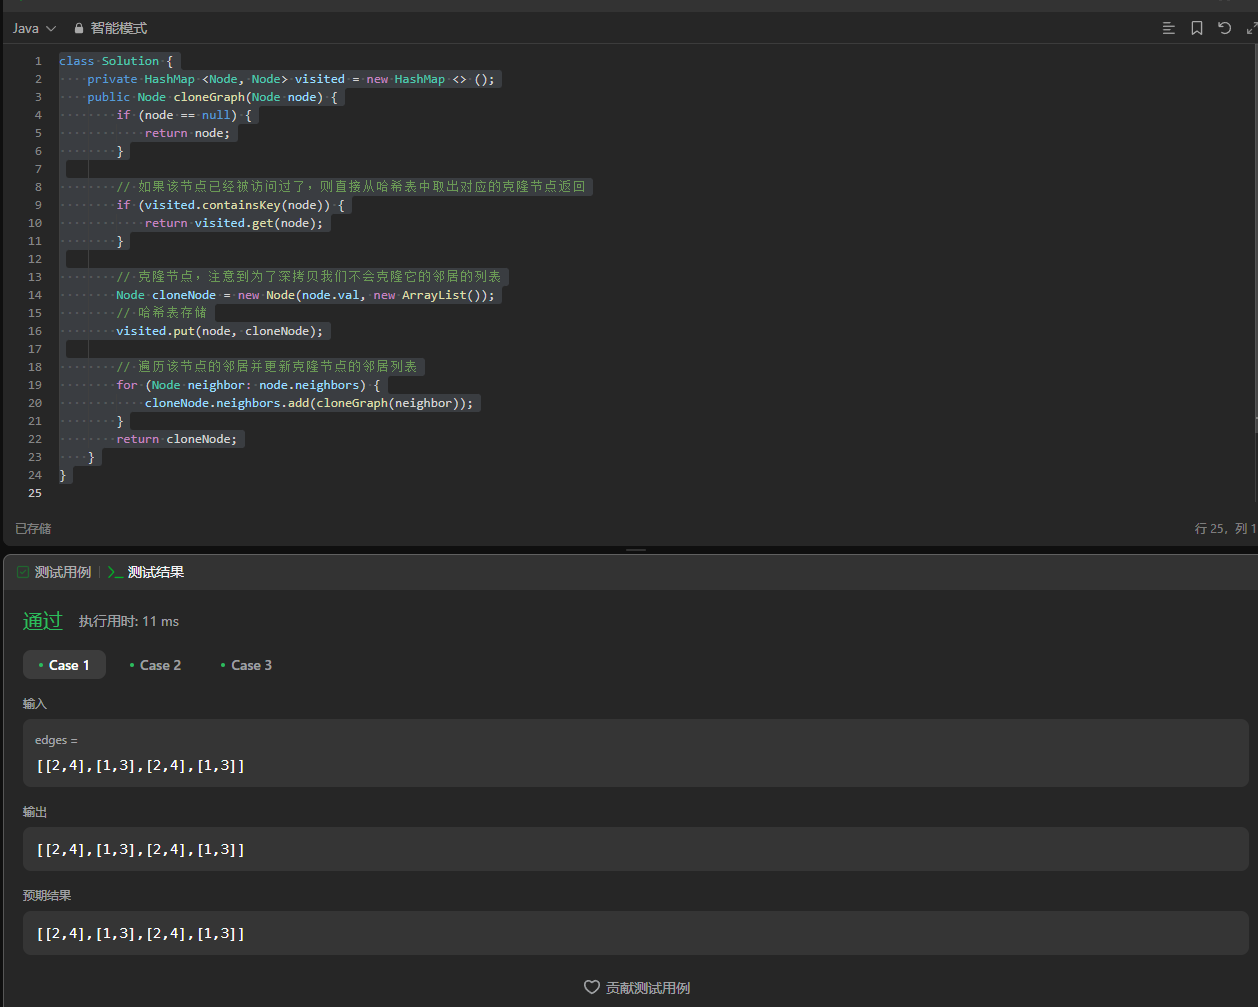 Java 智能模式
1 class Solution {
2     private HashMap <Node, Node> visited = new HashMap <> ();
3     public Node cloneGraph(Node node) {
4         if (node == null) {
5             return node;
6         }
7
8         // 如果该节点已经被访问过了，则直接从哈希表中取出对应的克隆节点返回
9         if (visited.containsKey(node)) {
10             return visited.get(node);
11         }
12
13         // 克隆节点，注意到为了深拷贝我们不会克隆它的邻居的列表
14         Node cloneNode = new Node(node.val, new ArrayList());
15         // 哈希表存储
16         visited.put(node, cloneNode);
17
18         // 遍历该节点的邻居并更新克隆节点的邻居列表
19         for (Node neighbor: node.neighbors) {
20             cloneNode.neighbors.add(cloneGraph(neighbor));
21         }
22         return cloneNode;
23     }
24 }
25
已存储 行 25，列 1
测试用例 | >_ 测试结果
通过 执行用时: 11 ms
• Case 1 • Case 2 • Case 3
输入
edges =
[[2,4],[1,3],[2,4],[1,3]]
输出
[[2,4],[1,3],[2,4],[1,3]]
预期结果
[[2,4],[1,3],[2,4],[1,3]]
贡献测试用例